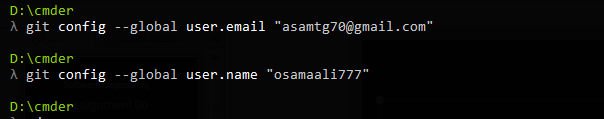 D:\cmder
λ git config --global user.email "asamtg70@gmail.com"
D:\cmder
λ git config --global user.name "osamaali777"
D:\cmder